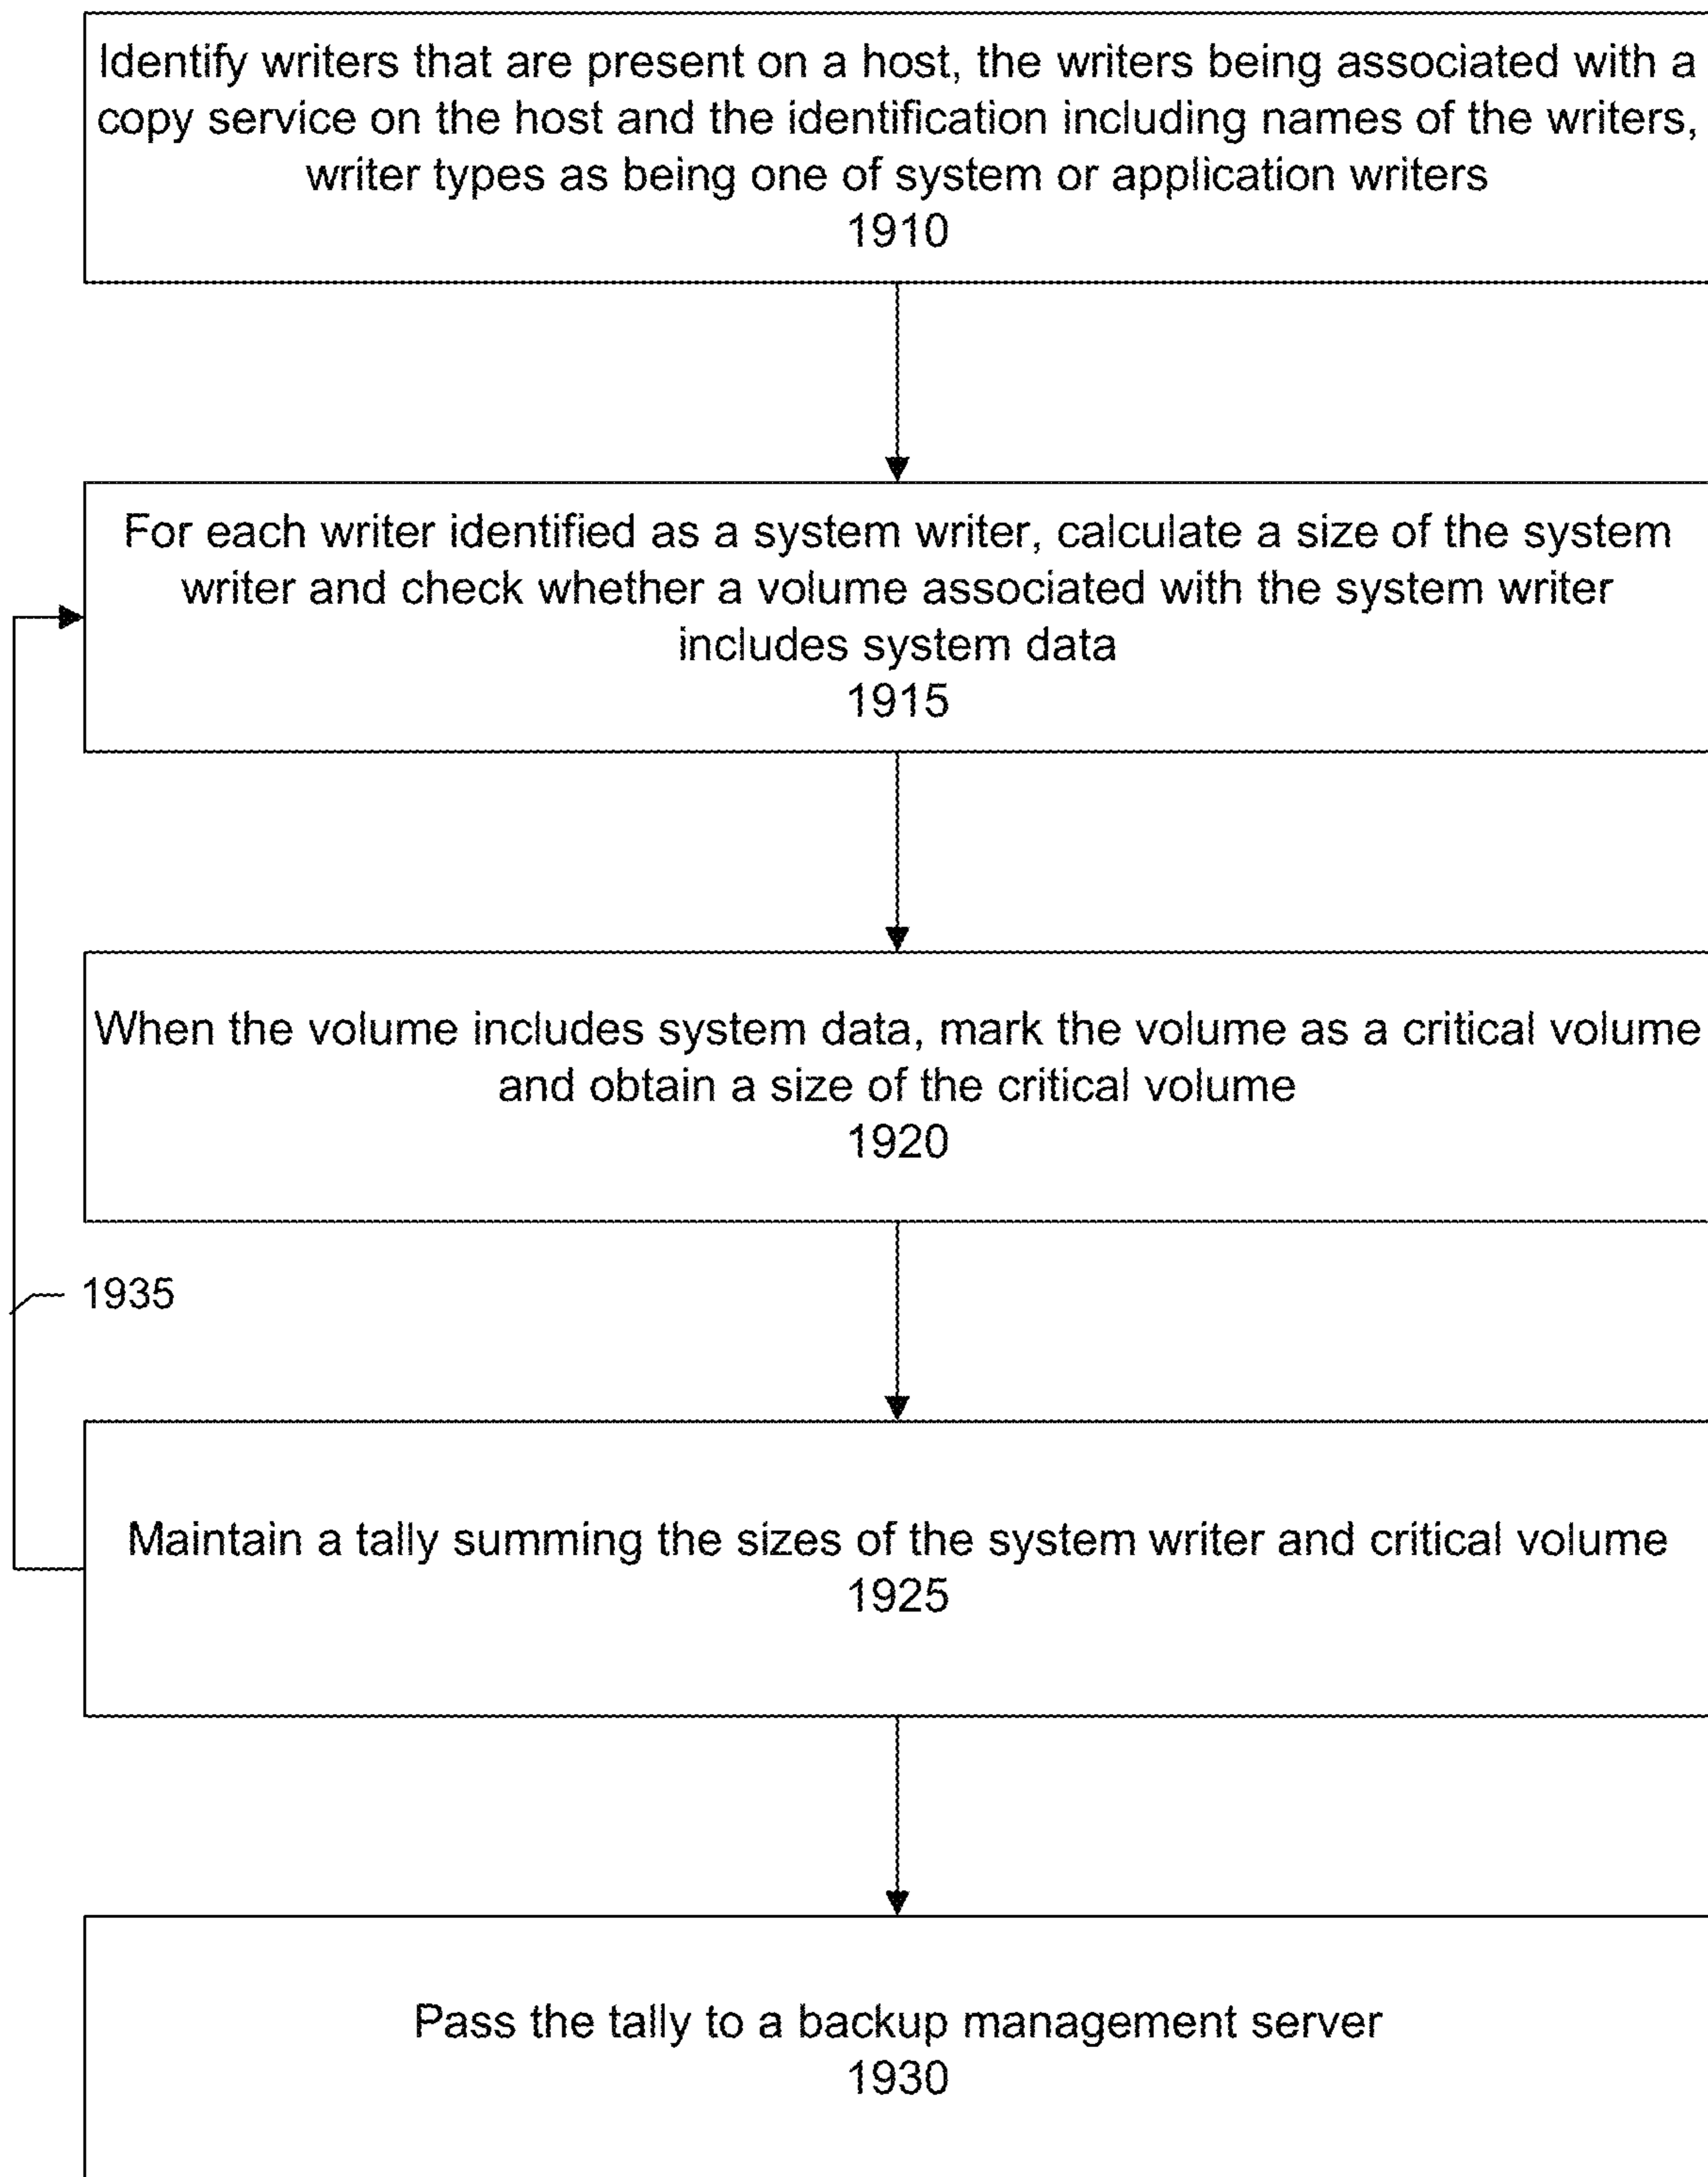 Identify writers that are present on a host, the writers being associated with a
copy service on the host and the identification including names of the writers,
writer types as being one of system or application writers
1910
For each writer identified as a system writer, calculate a size of the system
writer and check whether a volume associated with the system writer
includes system data
1915
When the volume includes system data, mark the volume as a critical volume
and obtain a size of the critical volume
1920
1935
Maintain a tally summing the sizes of the system writer and critical volume
1925
Pass the tally to a backup management server
1930